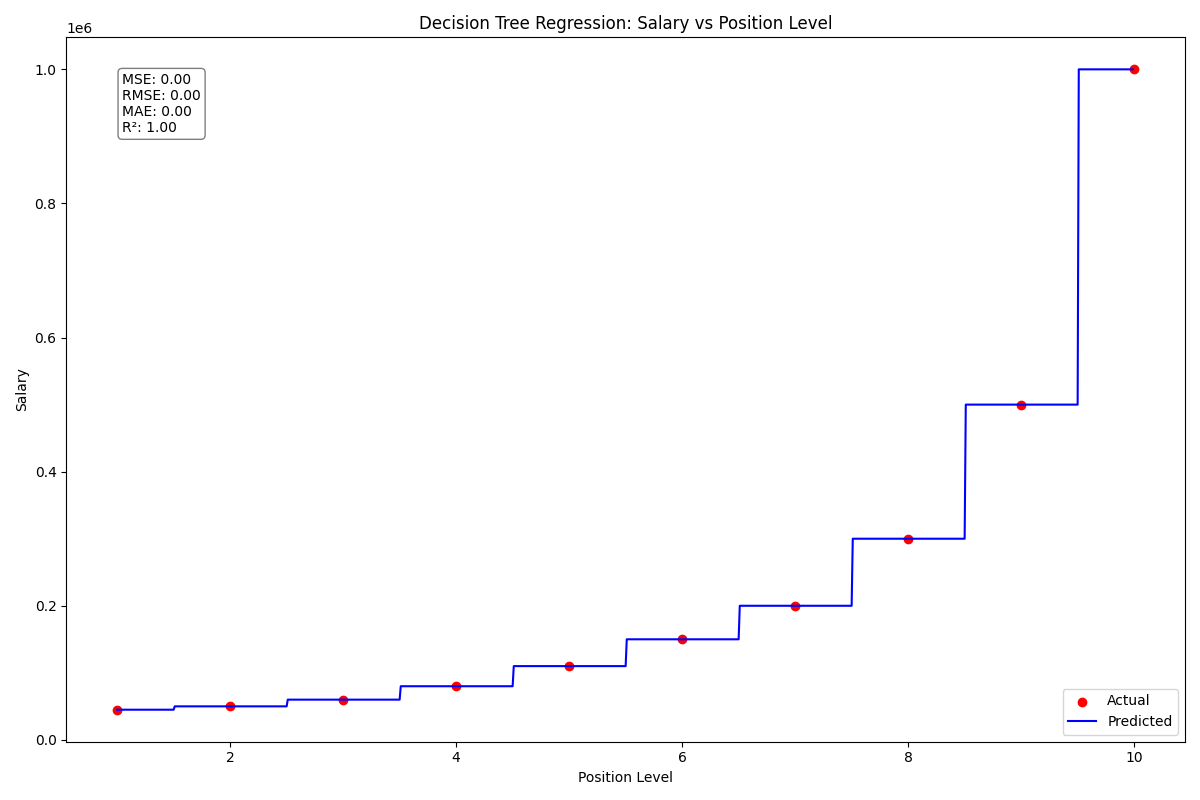 Decision Tree Regression: Salary vs Position Level
1e6
MSE: 0.00
RMSE: 0.00
MAE: 0.00
R²: 1.00
1.0
0.8
0.6
0.4
0.2
0.0
Salary
2
4
6
8
10
Position Level
Actual
Predicted